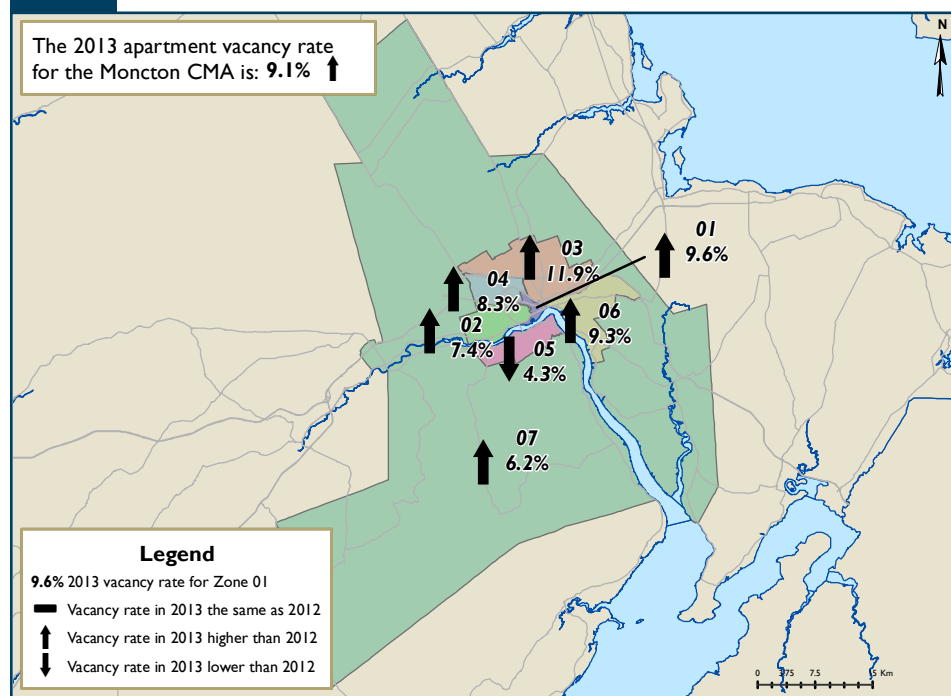 The 2013 apartment vacancy rate
for the Moncton CMA is: 9.1%
N
01
9.6%
03
11.9%
04
8.3%
06
9.3%
02
7.4%
05
4.3%
07
6.2%
Legend
9.6% 2013 vacancy rate for Zone 01
Vacancy rate in 2013 the same as 2012
Vacancy rate in 2013 higher than 2012
Vacancy rate in 2013 lower than 2012
0 3.75 7.5 15 Km